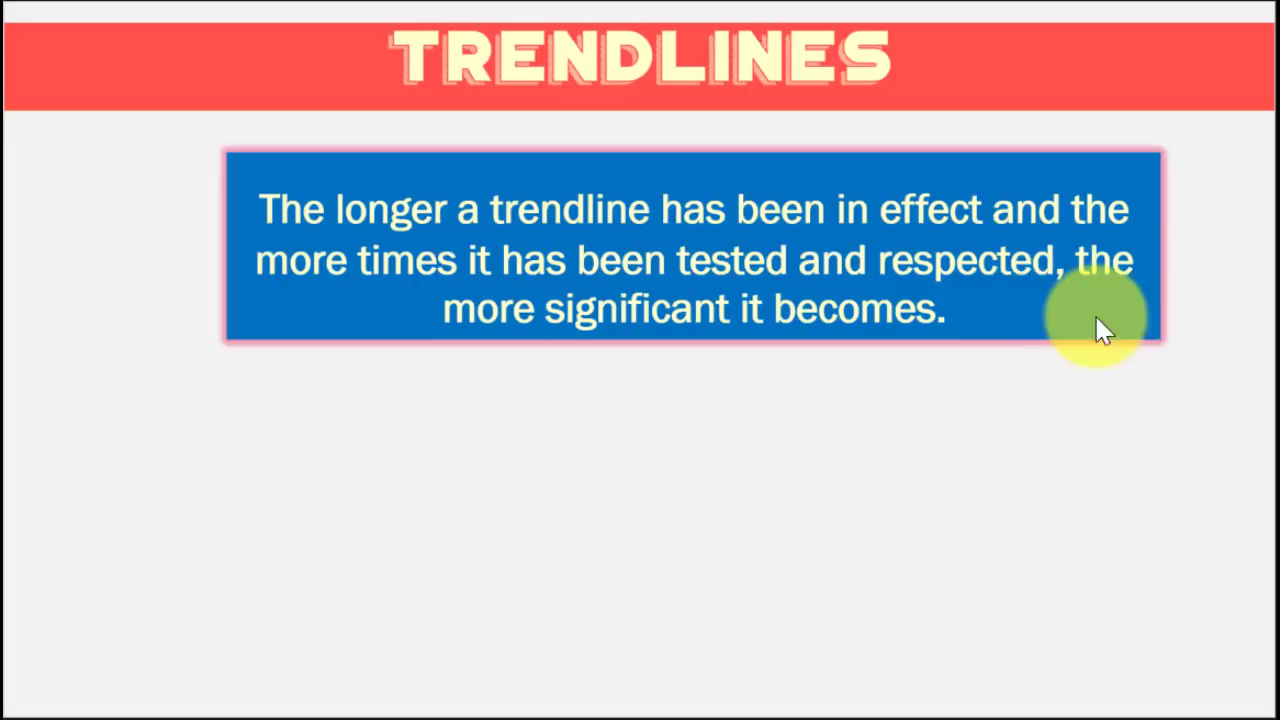 TRENDLINES
The longer a trendline has been in effect and the
more times it has been tested and respected, the
more significant it becomes.